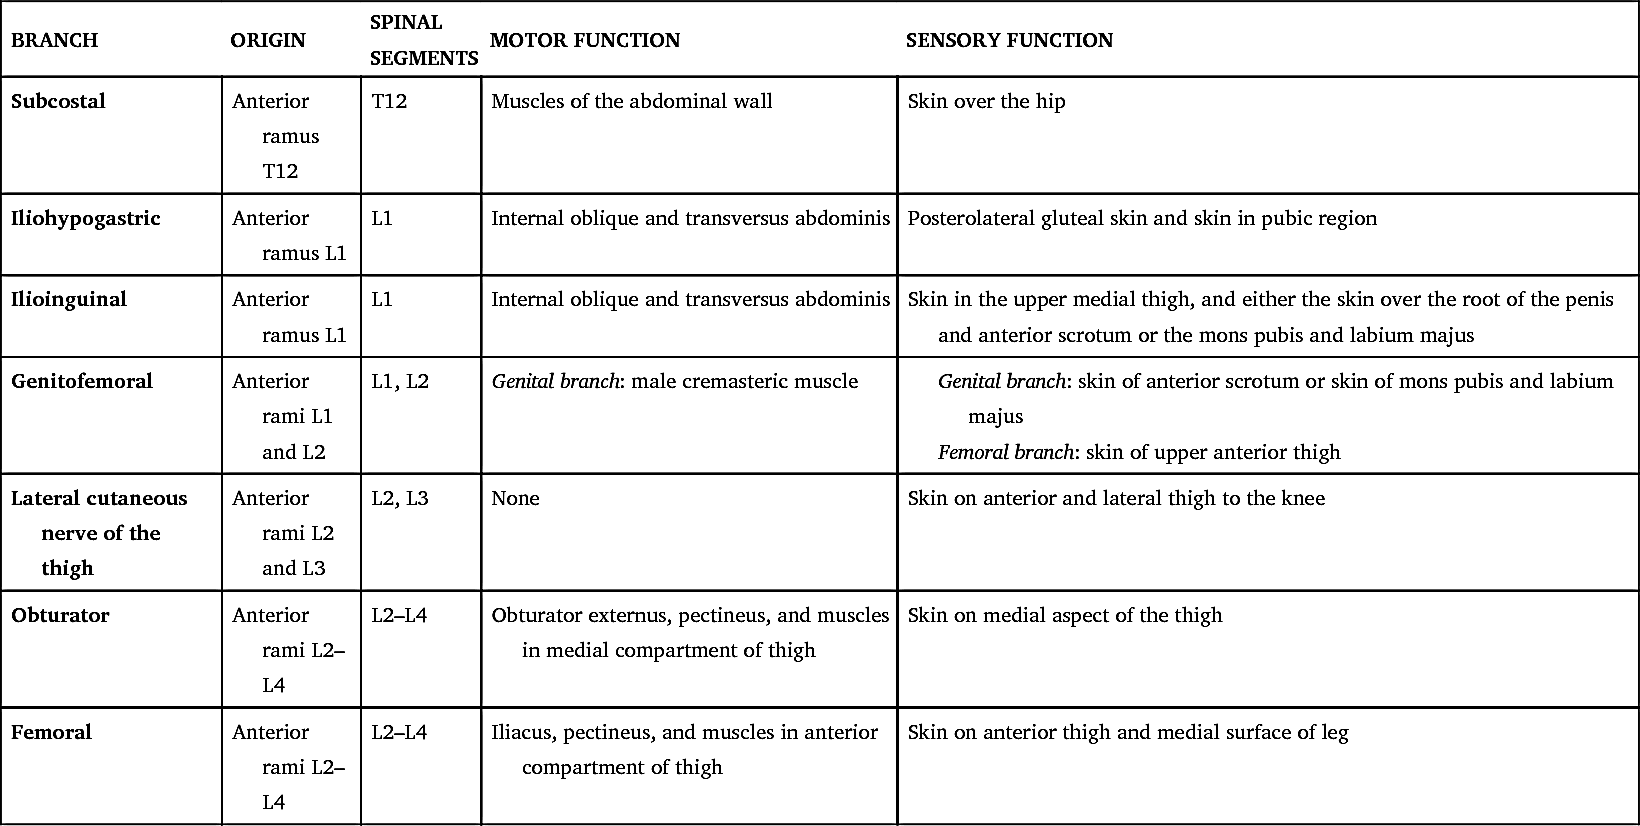 BRANCH ORIGIN SPINAL SEGMENTS MOTOR FUNCTION SENSORY FUNCTION
Subcostal Anterior T12 Muscles of the abdominal wall Skin over the hip
ramus
T12
Iliohypogastric Anterior L1 Internal oblique and transversus abdominis Posterolateral gluteal skin and skin in pubic region
ramus L1
Ilioinguinal Anterior L1 Internal oblique and transversus abdominis Skin in the upper medial thigh, and either the skin over the root of the penis
ramus L1 and anterior scrotum or the mons pubis and labium majus
Genitofemoral Anterior L1, L2 Genital branch: male cremasteric muscle Genital branch: skin of anterior scrotum or skin of mons pubis and labium
rami L1 majus
and L2 Femoral branch: skin of upper anterior thigh
Lateral cutaneous Anterior L2, L3 None Skin on anterior and lateral thigh to the knee
nerve of the rami L2
thigh and L3
Obturator Anterior L2–L4 Obturator externus, pectineus, and muscles Skin on medial aspect of the thigh
rami L2– in medial compartment of thigh
L4
Femoral Anterior L2–L4 Iliacus, pectineus, and muscles in anterior Skin on anterior thigh and medial surface of leg
rami L2– compartment of thigh
L4